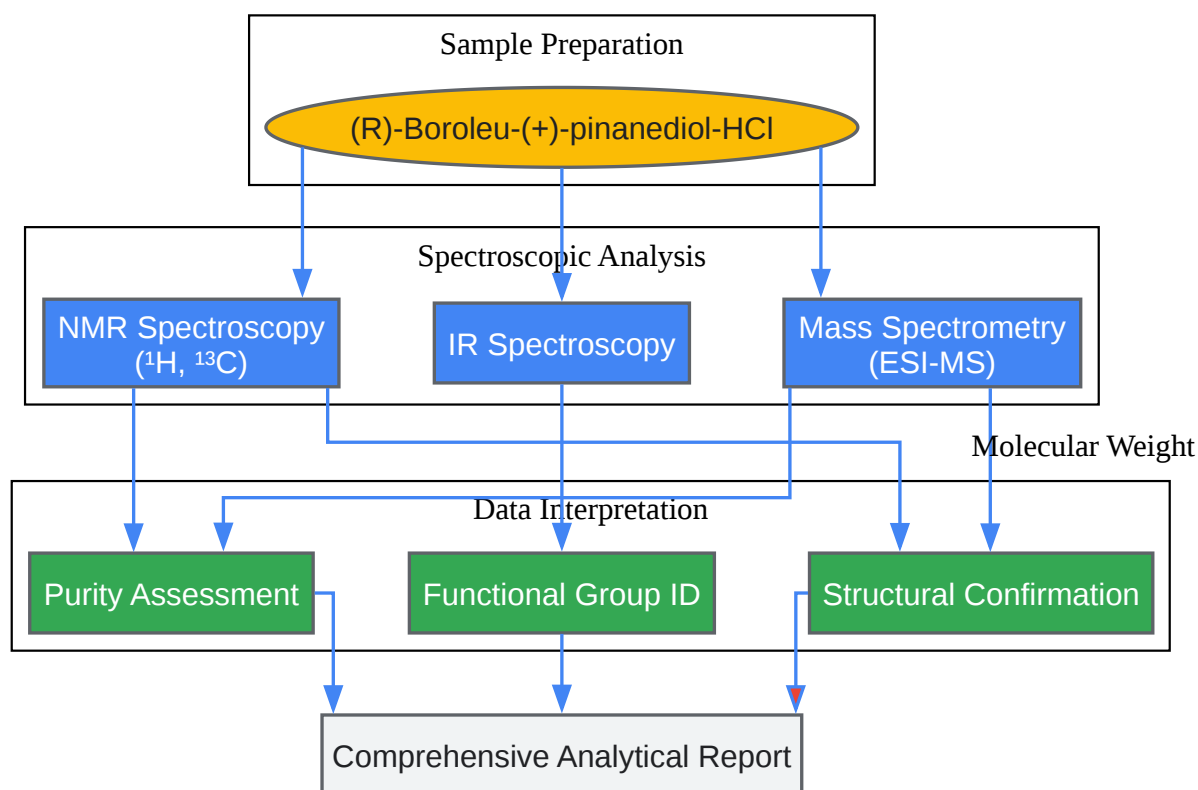 Sample Preparation
(R)-Boroleu-(+)-pinanediol-HCl
Spectroscopic Analysis
NMR Spectroscopy
(¹H, ¹³C)
IR Spectroscopy
Mass Spectrometry
(ESI-MS)
Molecular Weight
Data Interpretation
Purity Assessment
Functional Group ID
Structural Confirmation
Comprehensive Analytical Report